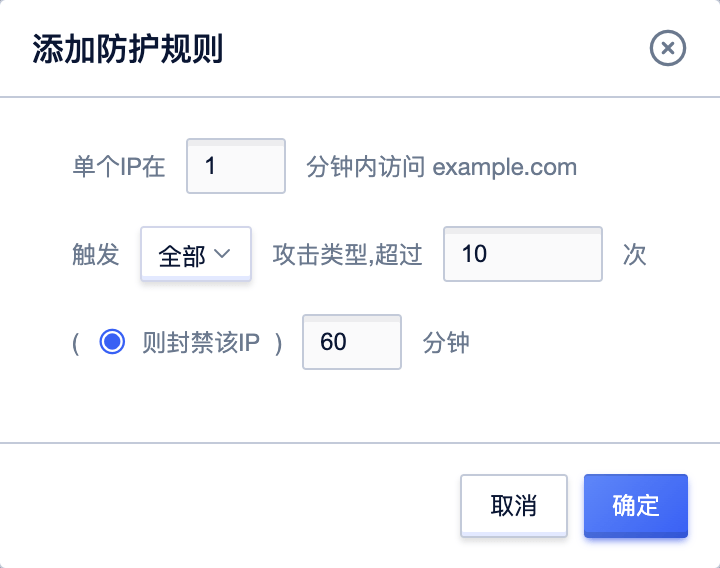 添加防护规则
单个IP在 1 分钟内访问 example.com
触发 全部 攻击类型,超过 10 次
( 则封禁该IP ) 60 分钟
取消 确定